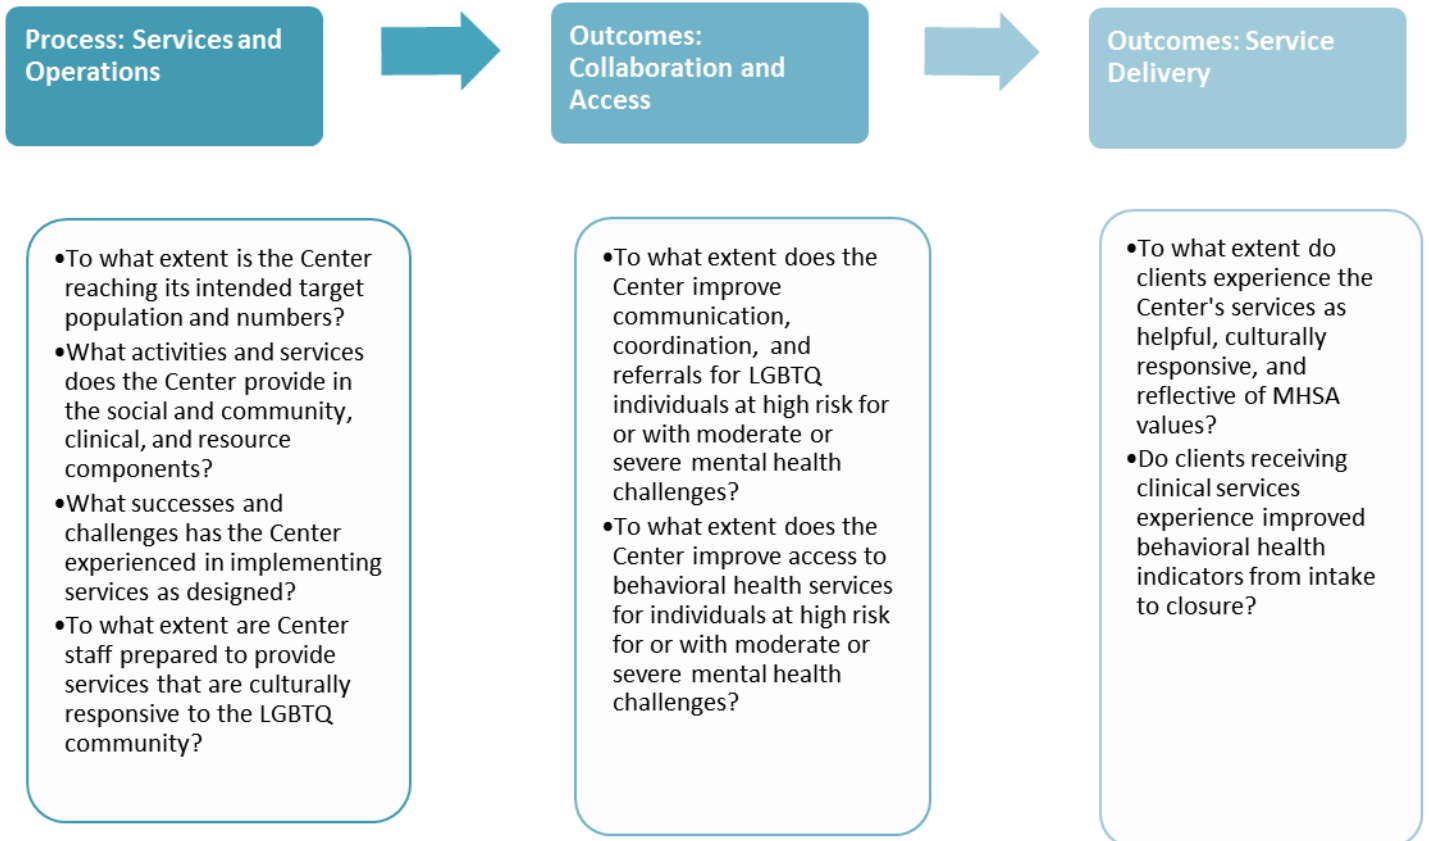 Process: Services and
Operations
Outcomes:
Collaboration and
Access
Outcomes: Service
Delivery
•To what extent is the Center
reaching its intended target
population and numbers?
•What activities and services
does the Center provide in
the social and community,
clinical, and resource
components?
•What successes and
challenges has the Center
experienced in implementing
services as designed?
•To what extent are Center
staff prepared to provide
services that are culturally
responsive to the LGBTQ
community?
•To what extent does the
Center improve
communication,
coordination, and
referrals for LGBTQ
individuals at high risk for
or with moderate or
severe mental health
challenges?
•To what extent does the
Center improve access to
behavioral health services
for individuals at high risk
for or with moderate or
severe mental health
challenges?
•To what extent do
clients experience the
Center's services as
helpful, culturally
responsive, and
reflective of MHSA
values?
•Do clients receiving
clinical services
experience improved
behavioral health
indicators from intake
to closure?